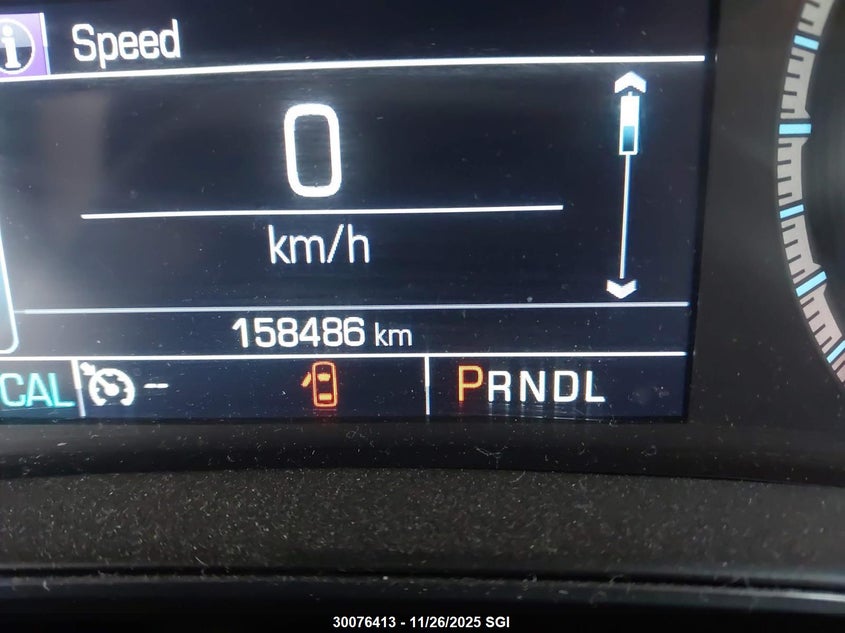 Speed
0
km/h
158486 km
CAL -- PRNDL
30076413 - 11/26/2025 SGI